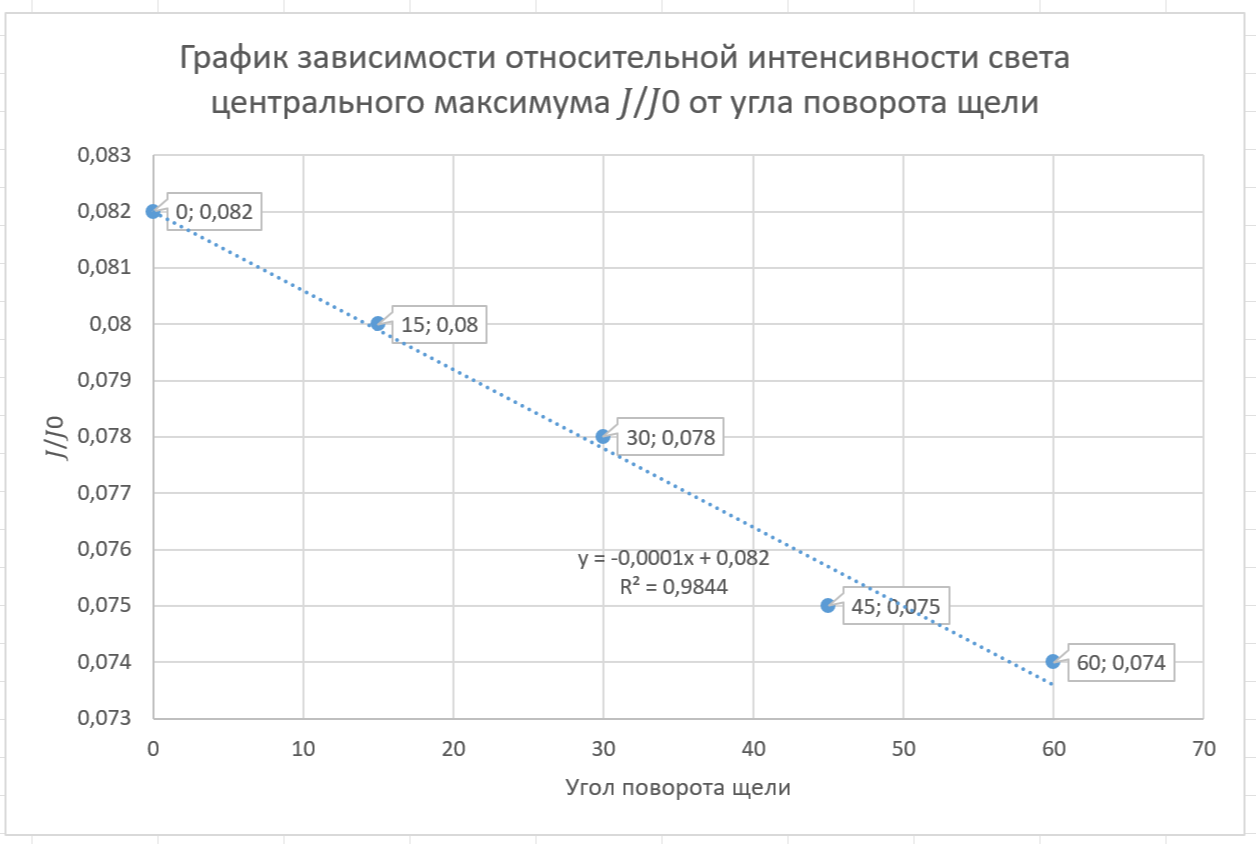 График зависимости относительной интенсивности света
центрального максимума J/J0 от угла поворота щели
0,083
0,082
0; 0,082
0,081
0,08
15; 0,08
0,079
0,078
30; 0,078
J/J0
0,077
0,076
y = -0,0001x + 0,082
R² = 0,9844
0,075
45; 0,075
0,074
60; 0,074
0,073
0 10 20 30 40 50 60 70
Угол поворота щели